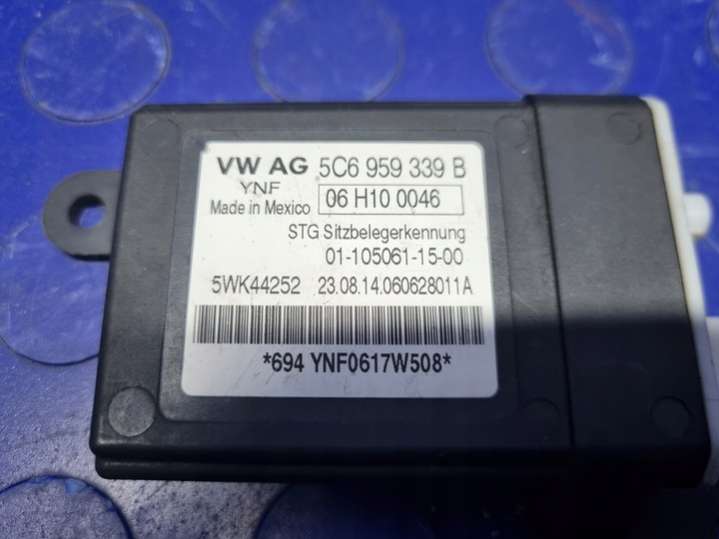 VW AG 5C6 959 339 B
YNF 06 H10 0046
Made in Mexico
STG Sitzbelegerkennung
01-105061-15-00
5WK44252 23.08.14.060628011A
*694 YNF0617W508*